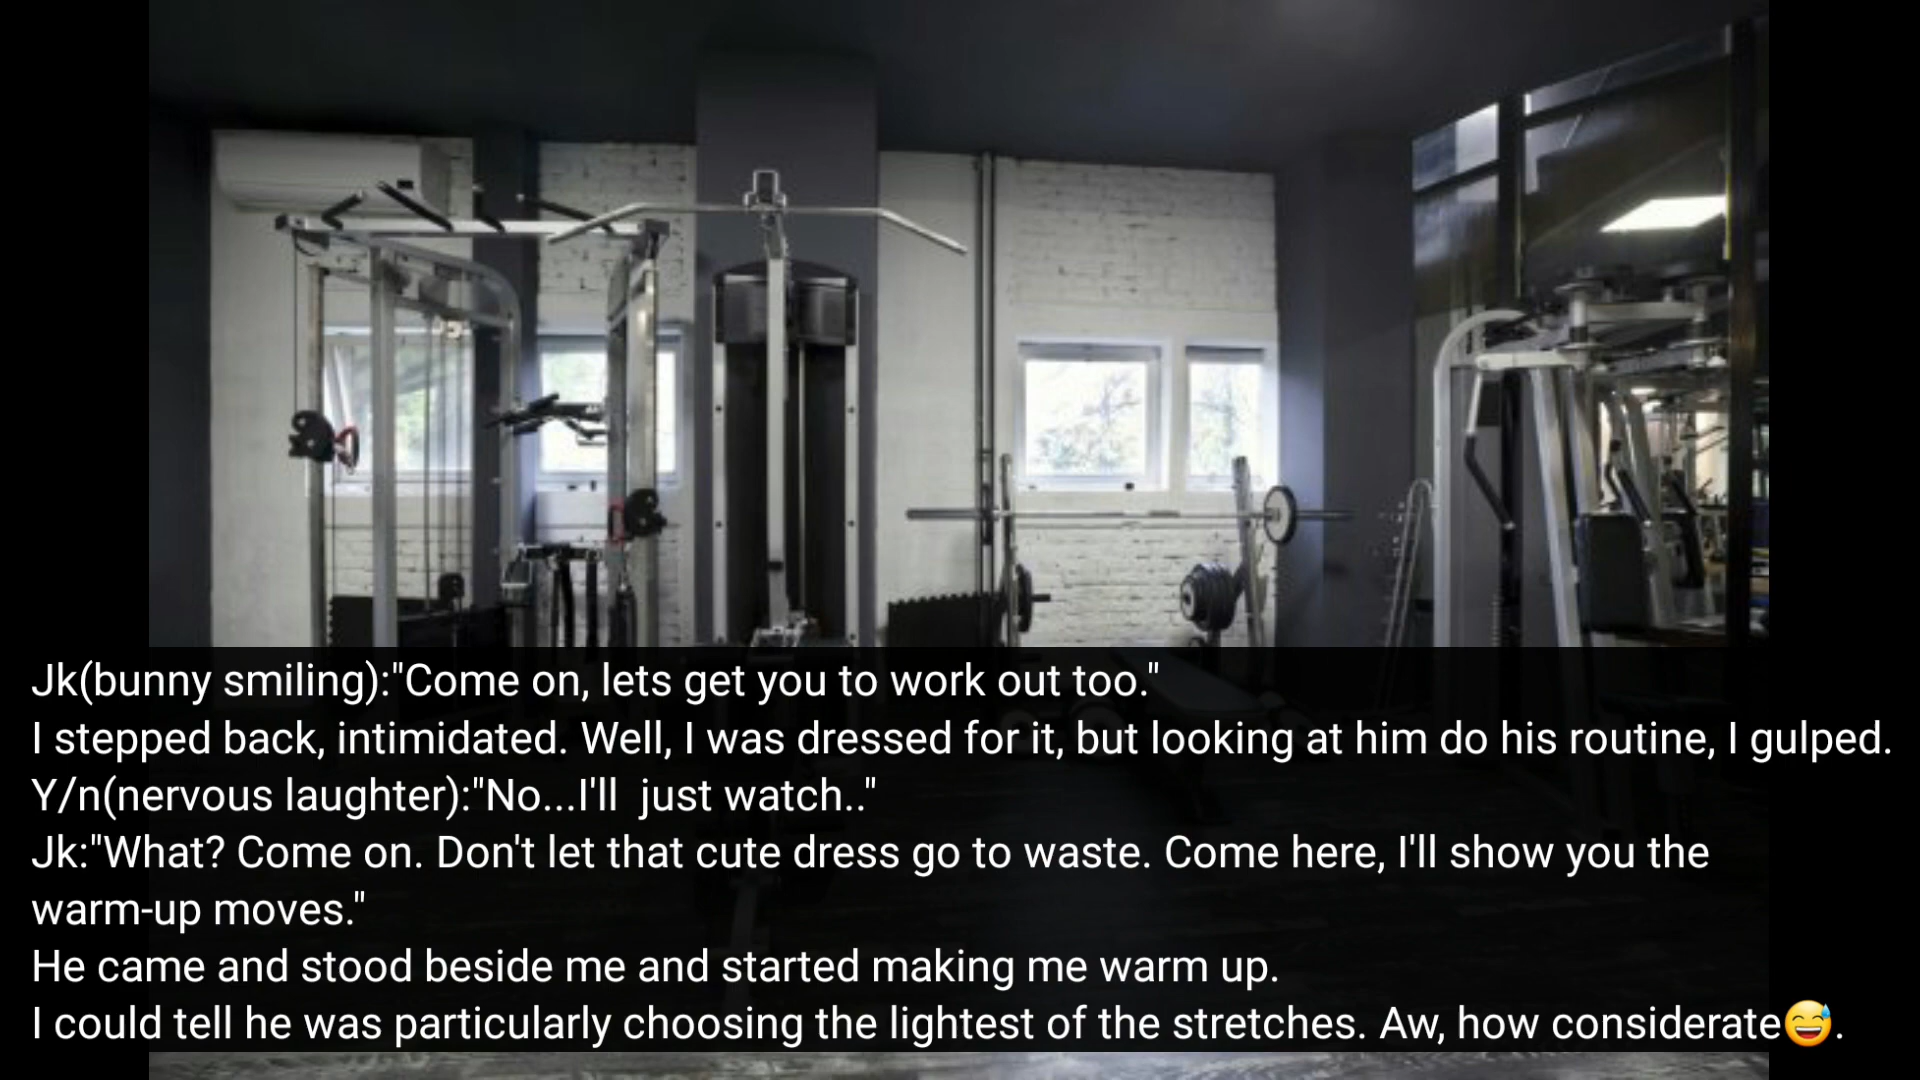 Jk(bunny smiling):"Come on, lets get you to work out too."
I stepped back, intimidated. Well, I was dressed for it, but looking at him do his routine, I gulped.
Y/n(nervous laughter):"No...I'll  just watch.."
Jk:"What? Come on. Don't let that cute dress go to waste. Come here, I'll show you the
warm-up moves."
He came and stood beside me and started making me warm up.
I could tell he was particularly choosing the lightest of the stretches. Aw, how considerate😅.